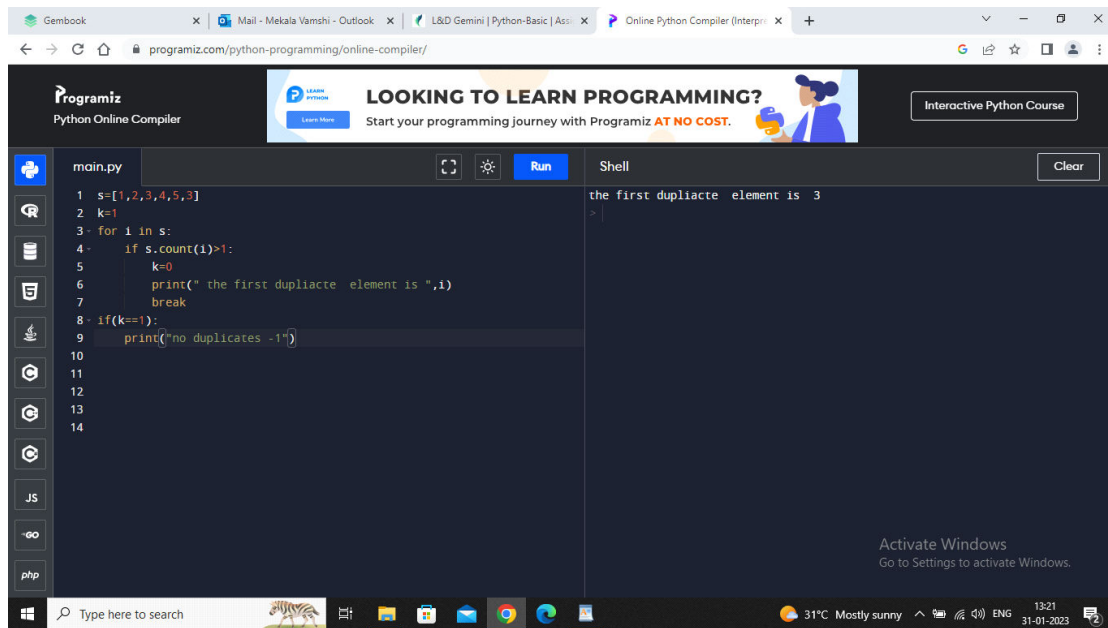 Gembook
Mail - Mekala Vamshi - Outlook
L&D Gemini | Python-Basic | Assi
Online Python Compiler (Interpre
programiz.com/python-programming/online-compiler/
Programiz
Python Online Compiler
LEARN PYTHON
Learn More
LOOKING TO LEARN PROGRAMMING?
Start your programming journey with Programiz AT NO COST.
Interactive Python Course
main.py
Run
Shell
Clear
1 s=[1,2,3,4,5,3]
2 k=1
3 for i in s:
4     if s.count(i)>1:
5         k=0
6         print(" the first dupliacte  element is ",i)
7         break
8 if(k==1):
9     print("no duplicates -1")
10
11
12
13
14
the first dupliacte  element is  3
>
JS
GO
php
Activate Windows
Go to Settings to activate Windows.
Type here to search
31°C Mostly sunny
ENG
13:21
31-01-2023
2